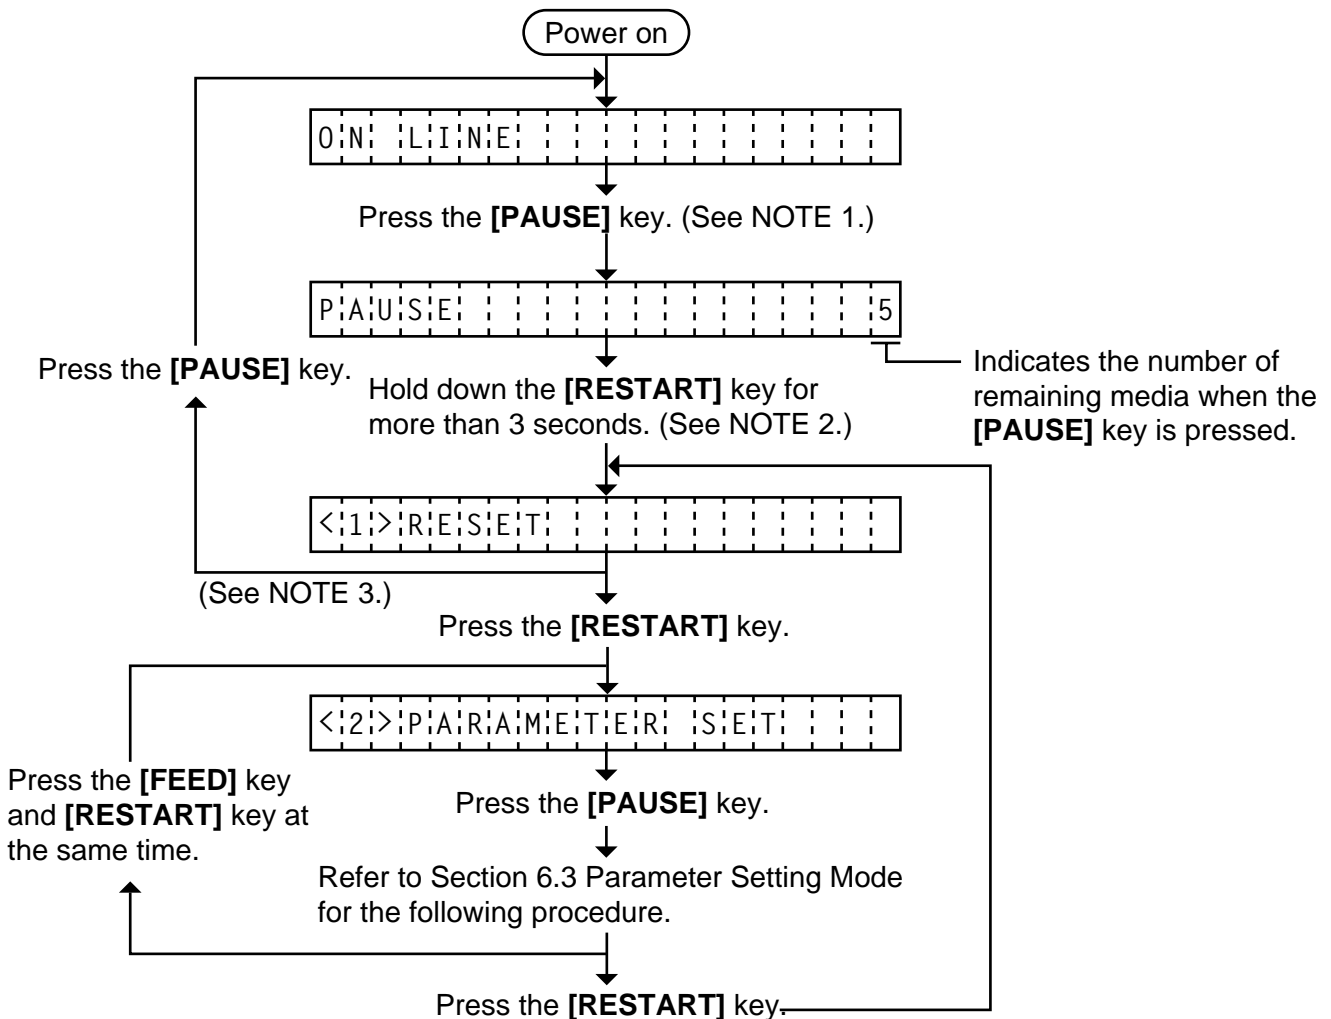 Power on
ON LINE
Press the [PAUSE] key. (See NOTE 1.)
PAUSE 5
Press the [PAUSE] key.
Indicates the number of
remaining media when the
[PAUSE] key is pressed.
Hold down the [RESTART] key for
more than 3 seconds. (See NOTE 2.)
<1>RESET
(See NOTE 3.)
Press the [RESTART] key.
<2>PARAMETER SET
Press the [FEED] key
and [RESTART] key at
the same time.
Press the [PAUSE] key.
Refer to Section 6.3 Parameter Setting Mode
for the following procedure.
Press the [RESTART] key.